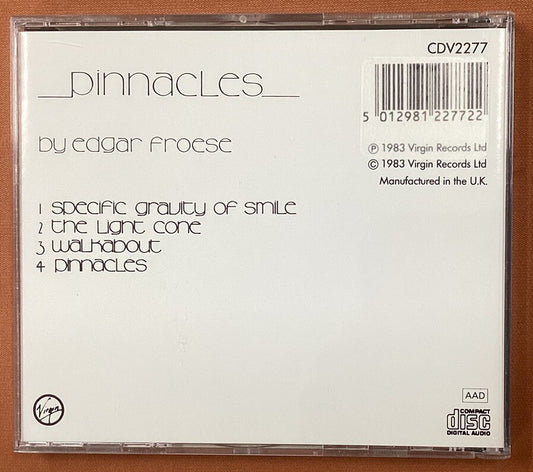 CDV2277
_PINNACLES_
5 012981 227722
by edgar froese
℗ 1983 Virgin Records Ltd
© 1983 Virgin Records Ltd
Manufactured in the U.K.
1 specific gravity of smile
2 the light cone
3 walkabout
4 pinnacles
Virgin
AAD
COMPACT
disc
DIGITAL AUDIO